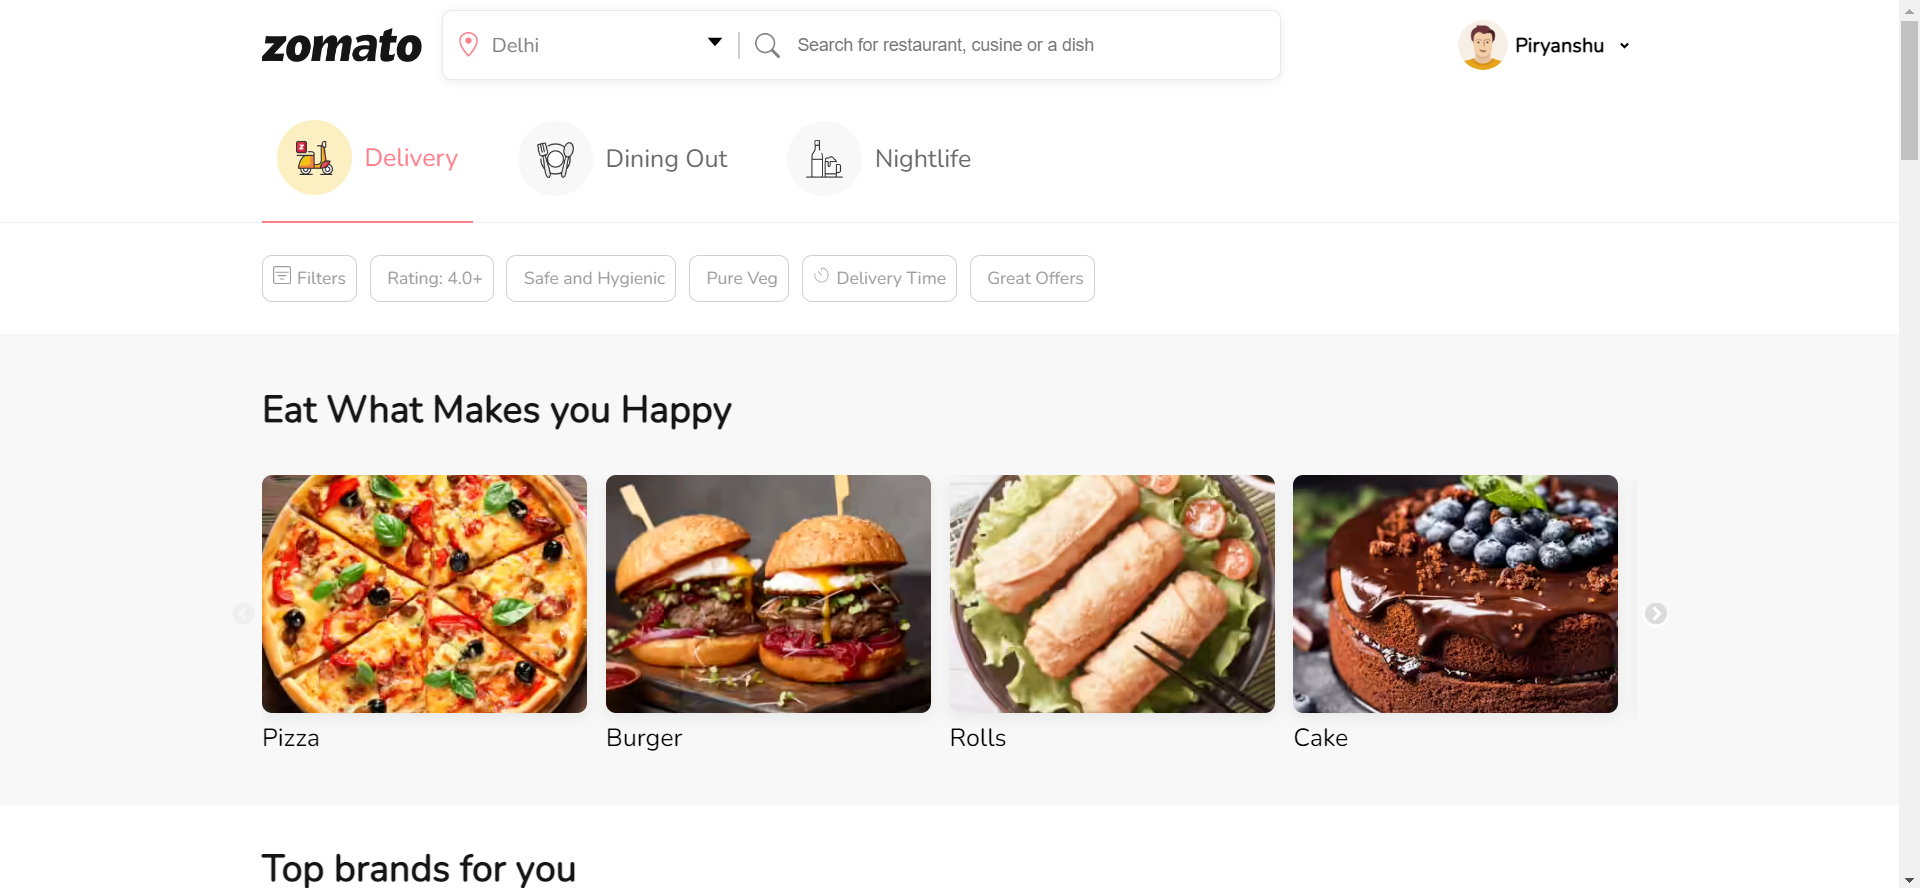 zomato
Delhi
Search for restaurant, cusine or a dish
Piryanshu
Delivery
Dining Out
Nightlife
Filters
Rating: 4.0+
Safe and Hygienic
Pure Veg
Delivery Time
Great Offers
Eat What Makes you Happy
Pizza
Burger
Rolls
Cake
Top brands for you